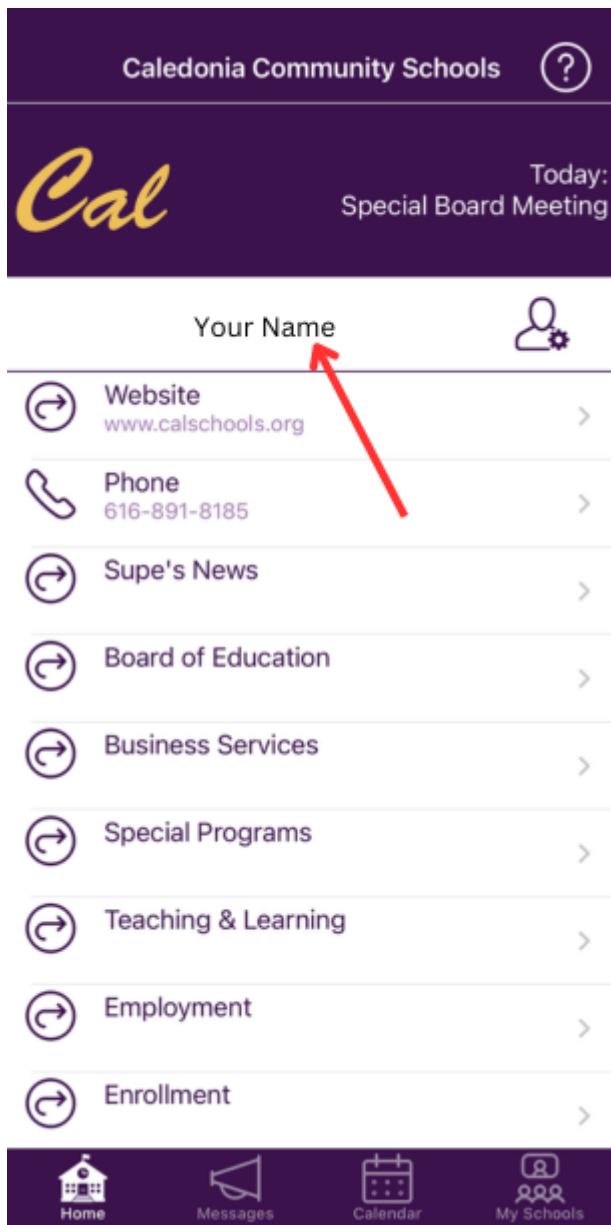 Caledonia Community Schools
?
Cal
Today:
Special Board Meeting
Your Name
Website
www.calschools.org
Phone
616-891-8185
Supe's News
Board of Education
Business Services
Special Programs
Teaching & Learning
Employment
Enrollment
Home
Messages
Calendar
My Schools